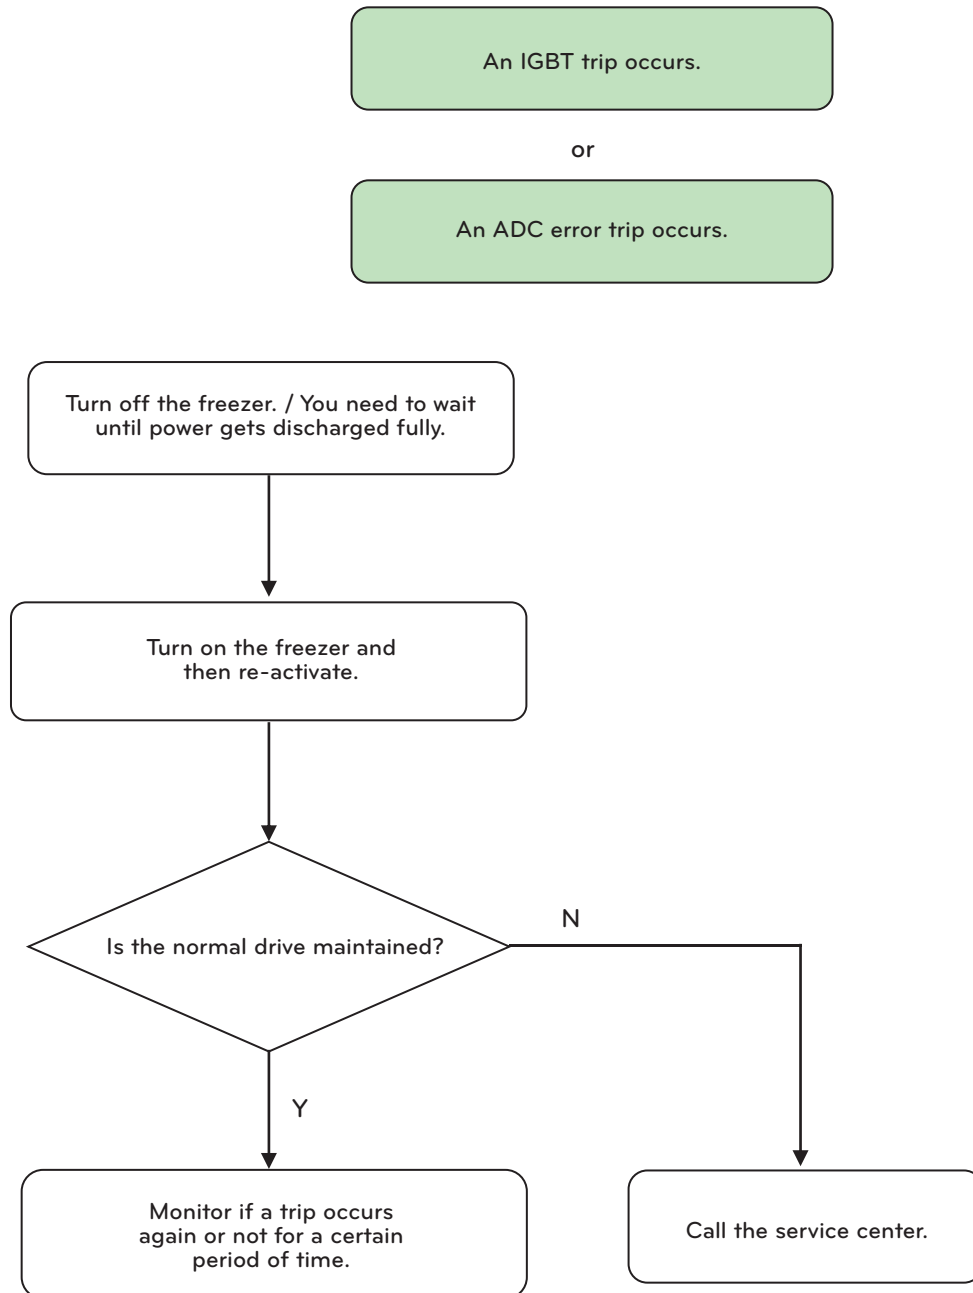 An IGBT trip occurs.
or
An ADC error trip occurs.
Turn off the freezer. / You need to wait
until power gets discharged fully.
Turn on the freezer and
then re-activate.
Is the normal drive maintained?
N
Y
Monitor if a trip occurs
again or not for a certain
period of time.
Call the service center.